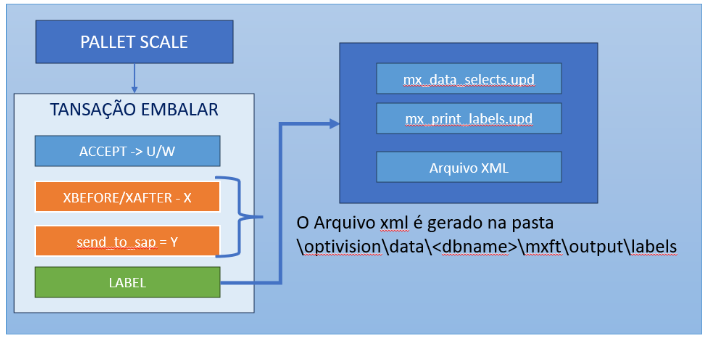 PALLET SCALE
TANSAÇÃO EMBALAR
ACCEPT -> U/W
XBEFORE/XAFTER - X
send_to_sap = Y
LABEL
mx_data_selects.upd
mx_print_labels.upd
Arquivo XML
O Arquivo xml é gerado na pasta
\optivision\data\<dbname>\mxft\output\labels